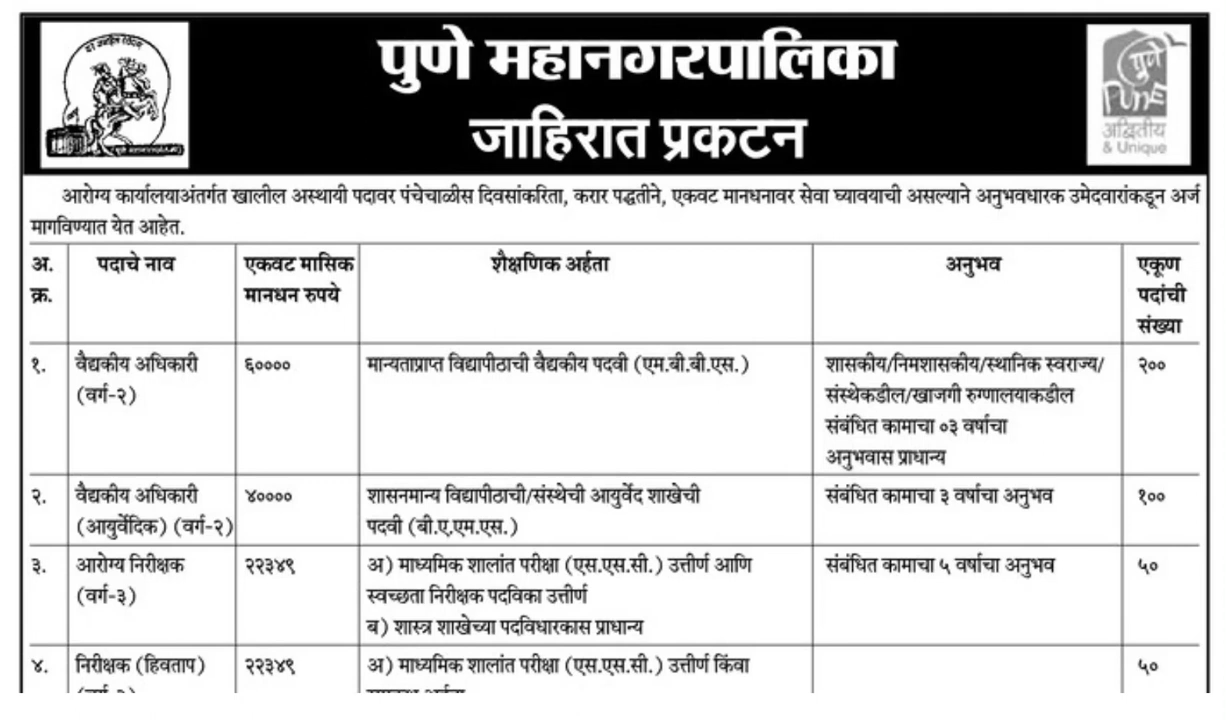 पुणे महानगरपालिका
जाहिरात प्रकटन
पुणे
PUNE
अद्वितीय
& Unique
आरोग्य कार्यालयाअंतर्गत खालील अस्थायी पदावर पंचेचाळीस दिवसांकरिता, करार पद्धतीने, एकवट मानधनावर सेवा घ्यावयाची असल्याने अनुभवधारक उमेदवारांकडून अर्ज
मागविण्यात येत आहेत.
अ. क्र. पदाचे नाव एकवट मासिक मानधन रुपये शैक्षणिक अर्हता अनुभव एकूण पदांची संख्या
१. वैद्यकीय अधिकारी ६०००० मान्यताप्राप्त विद्यापीठाची वैद्यकीय पदवी (एम.बी.बी.एस.) शासकीय/निमशासकीय/स्थानिक स्वराज्य/ २००
(वर्ग-२) संस्थेकडील/खाजगी रुग्णालयाकडील
संबंधित कामाचा ०३ वर्षाचा
अनुभवास प्राधान्य
२. वैद्यकीय अधिकारी ४०००० शासनमान्य विद्यापीठाची/संस्थेची आयुर्वेद शाखेची संबंधित कामाचा ३ वर्षाचा अनुभव १००
(आयुर्वेदिक) (वर्ग-२) पदवी (बी.ए.एम.एस.)
३. आरोग्य निरीक्षक २२३४९ अ) माध्यमिक शालांत परीक्षा (एस.एस.सी.) उत्तीर्ण आणि संबंधित कामाचा ५ वर्षाचा अनुभव ५०
(वर्ग-३) स्वच्छता निरीक्षक पदविका उत्तीर्ण
ब) शास्त्र शाखेच्या पदविधारकास प्राधान्य
४. निरीक्षक (हिवताप) २२३४९ अ) माध्यमिक शालांत परीक्षा (एस.एस.सी.) उत्तीर्ण किंवा ५०